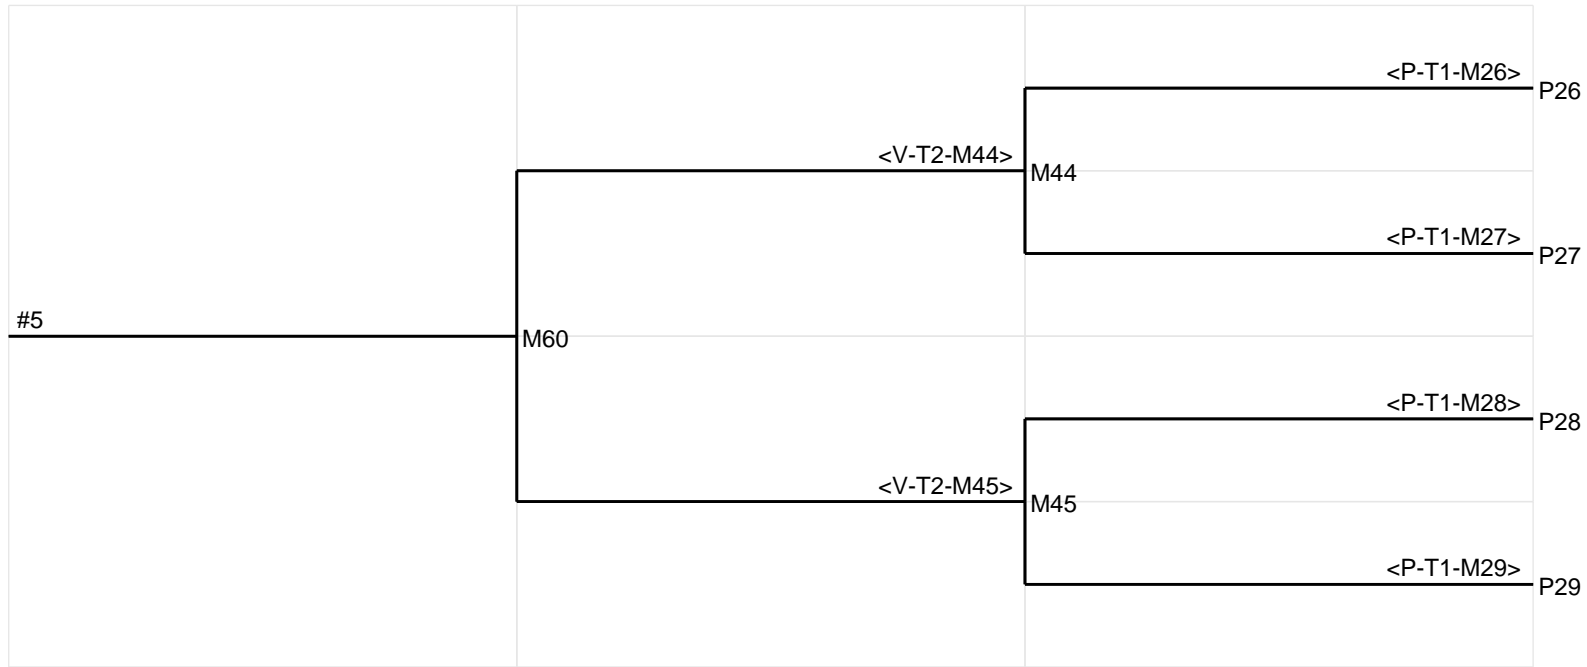 <P-T1-M26>
P26
<V-T2-M44>
M44
<P-T1-M27>
P27
#5
M60
<P-T1-M28>
P28
<V-T2-M45>
M45
<P-T1-M29>
P29